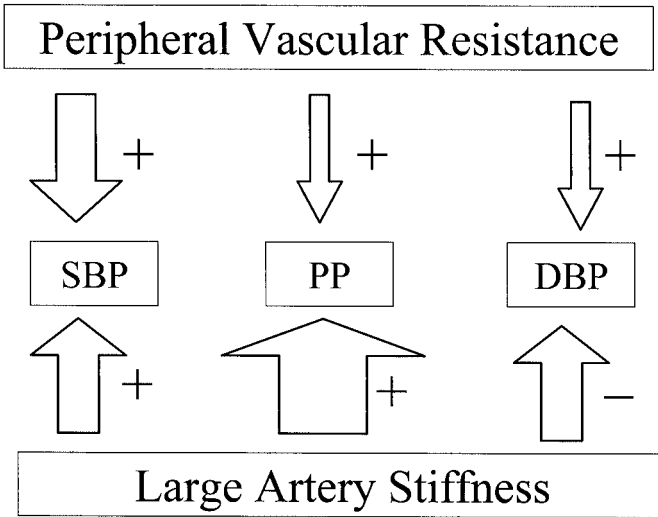 Peripheral Vascular Resistance
+ + +
SBP PP DBP
+ + −
Large Artery Stiffness